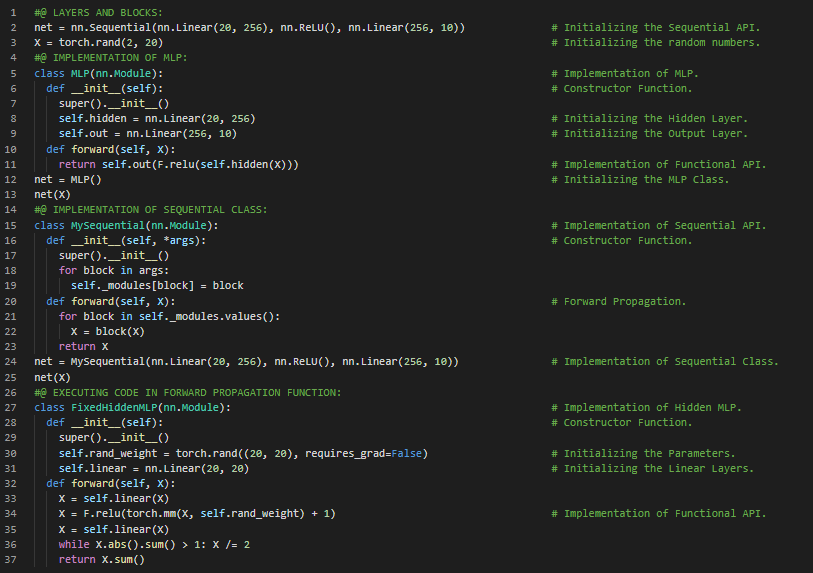 1 #@ LAYERS AND BLOCKS:
2 net = nn.Sequential(nn.Linear(20, 256), nn.ReLU(), nn.Linear(256, 10)) # Initializing the Sequential API.
3 X = torch.rand(2, 20) # Initializing the random numbers.
4 #@ IMPLEMENTATION OF MLP:
5 class MLP(nn.Module): # Implementation of MLP.
6 def __init__(self): # Constructor Function.
7 super().__init__()
8 self.hidden = nn.Linear(20, 256) # Initializing the Hidden Layer.
9 self.out = nn.Linear(256, 10) # Initializing the Output Layer.
10 def forward(self, X):
11 return self.out(F.relu(self.hidden(X))) # Implementation of Functional API.
12 net = MLP() # Initializing the MLP Class.
13 net(X)
14 #@ IMPLEMENTATION OF SEQUENTIAL CLASS:
15 class MySequential(nn.Module): # Implementation of Sequential API.
16 def __init__(self, *args): # Constructor Function.
17 super().__init__()
18 for block in args:
19 self._modules[block] = block
20 def forward(self, X): # Forward Propagation.
21 for block in self._modules.values():
22 X = block(X)
23 return X
24 net = MySequential(nn.Linear(20, 256), nn.ReLU(), nn.Linear(256, 10)) # Implementation of Sequential Class.
25 net(X)
26 #@ EXECUTING CODE IN FORWARD PROPAGATION FUNCTION:
27 class FixedHiddenMLP(nn.Module): # Implementation of Hidden MLP.
28 def __init__(self): # Constructor Function.
29 super().__init__()
30 self.rand_weight = torch.rand((20, 20), requires_grad=False) # Initializing the Parameters.
31 self.linear = nn.Linear(20, 20) # Initializing the Linear Layers.
32 def forward(self, X):
33 X = self.linear(X)
34 X = F.relu(torch.mm(X, self.rand_weight) + 1) # Implementation of Functional API.
35 X = self.linear(X)
36 while X.abs().sum() > 1: X /= 2
37 return X.sum()